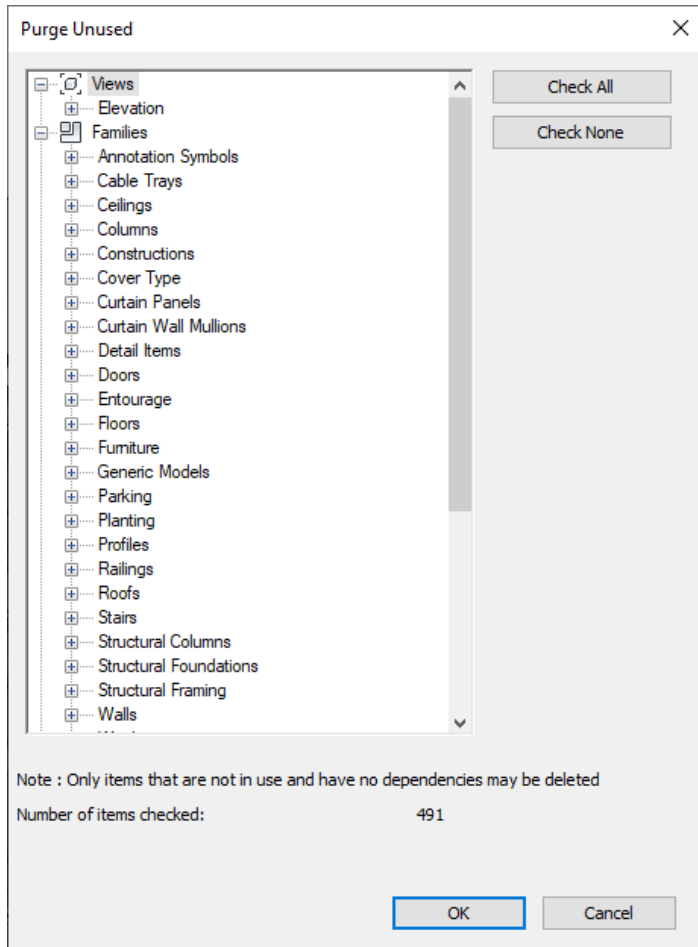 Purge Unused
Views
Elevation
Families
Annotation Symbols
Cable Trays
Ceilings
Columns
Constructions
Cover Type
Curtain Panels
Curtain Wall Mullions
Detail Items
Doors
Entourage
Floors
Furniture
Generic Models
Parking
Planting
Profiles
Railings
Roofs
Stairs
Structural Columns
Structural Foundations
Structural Framing
Walls
Check All
Check None
Note : Only items that are not in use and have no dependencies may be deleted
Number of items checked: 491
OK Cancel